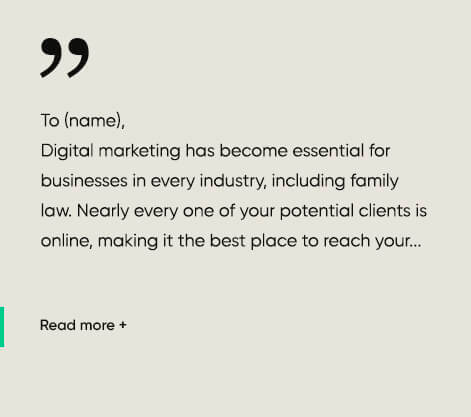 ”
To (name),
Digital marketing has become essential for
businesses in every industry, including family
law. Nearly every one of your potential clients is
online, making it the best place to reach your...
Read more +